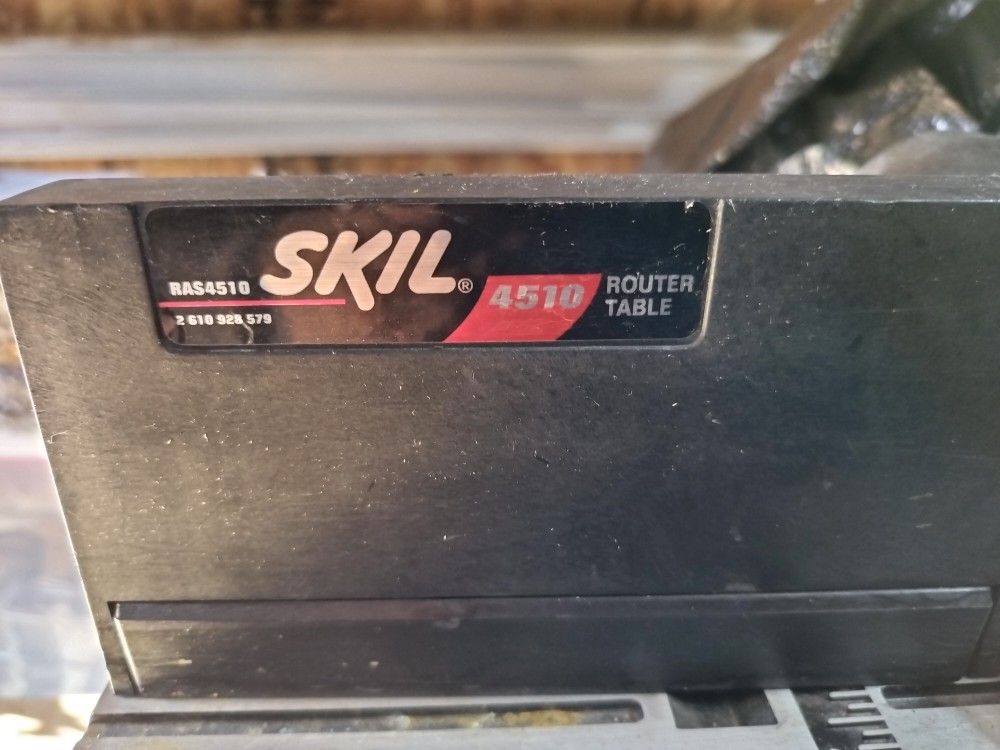 SKIL®
RAS4510
2 610 928 579
4510
ROUTER
TABLE